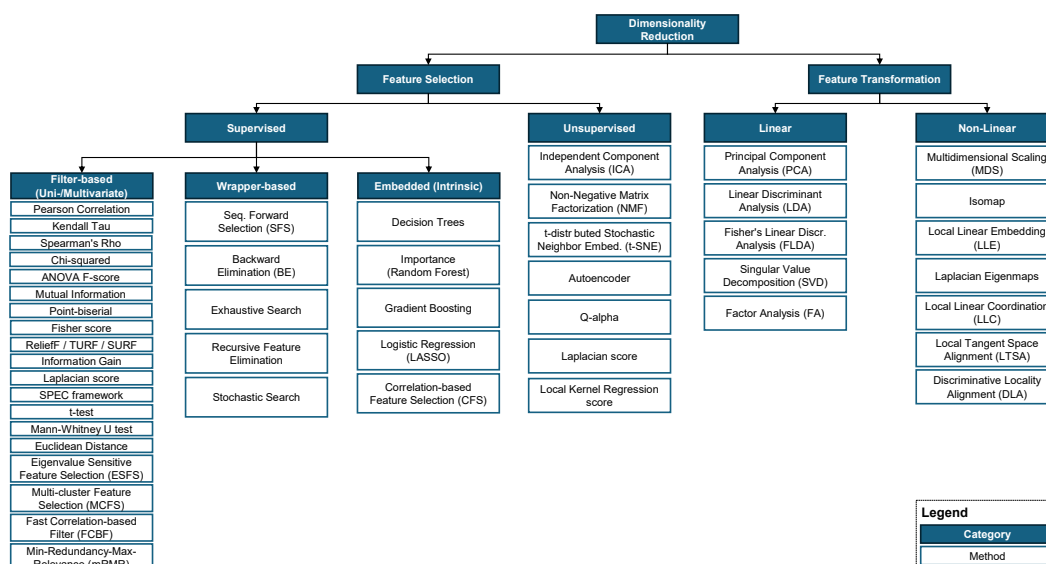 Dimensionality
Reduction
Feature Selection
Feature Transformation
Supervised
Unsupervised
Linear
Non-Linear
Filter-based
(Uni-/Multivariate)
Pearson Correlation
Kendall Tau
Spearman's Rho
Chi-squared
ANOVA F-score
Mutual Information
Point-biserial
Fisher score
ReliefF / TURF / SURF
Information Gain
Laplacian score
SPEC framework
t-test
Mann-Whitney U test
Euclidean Distance
Eigenvalue Sensitive
Feature Selection (ESFS)
Multi-cluster Feature
Selection (MCFS)
Fast Correlation-based
Filter (FCBF)
Min-Redundancy-Max-
Relevance (mRMR)
Wrapper-based
Seq. Forward
Selection (SFS)
Backward
Elimination (BE)
Exhaustive Search
Recursive Feature
Elimination
Stochastic Search
Embedded (Intrinsic)
Decision Trees
Importance
(Random Forest)
Gradient Boosting
Logistic Regression
(LASSO)
Correlation-based
Feature Selection (CFS)
Independent Component
Analysis (ICA)
Non-Negative Matrix
Factorization (NMF)
t-distr buted Stochastic
Neighbor Embed. (t-SNE)
Autoencoder
Q-alpha
Laplacian score
Local Kernel Regression
score
Principal Component
Analysis (PCA)
Linear Discriminant
Analysis (LDA)
Fisher's Linear Discr.
Analysis (FLDA)
Singular Value
Decomposition (SVD)
Factor Analysis (FA)
Multidimensional Scaling
(MDS)
Isomap
Local Linear Embedding
(LLE)
Laplacian Eigenmaps
Local Linear Coordination
(LLC)
Local Tangent Space
Alignment (LTSA)
Discriminative Locality
Alignment (DLA)
Legend
Category
Method